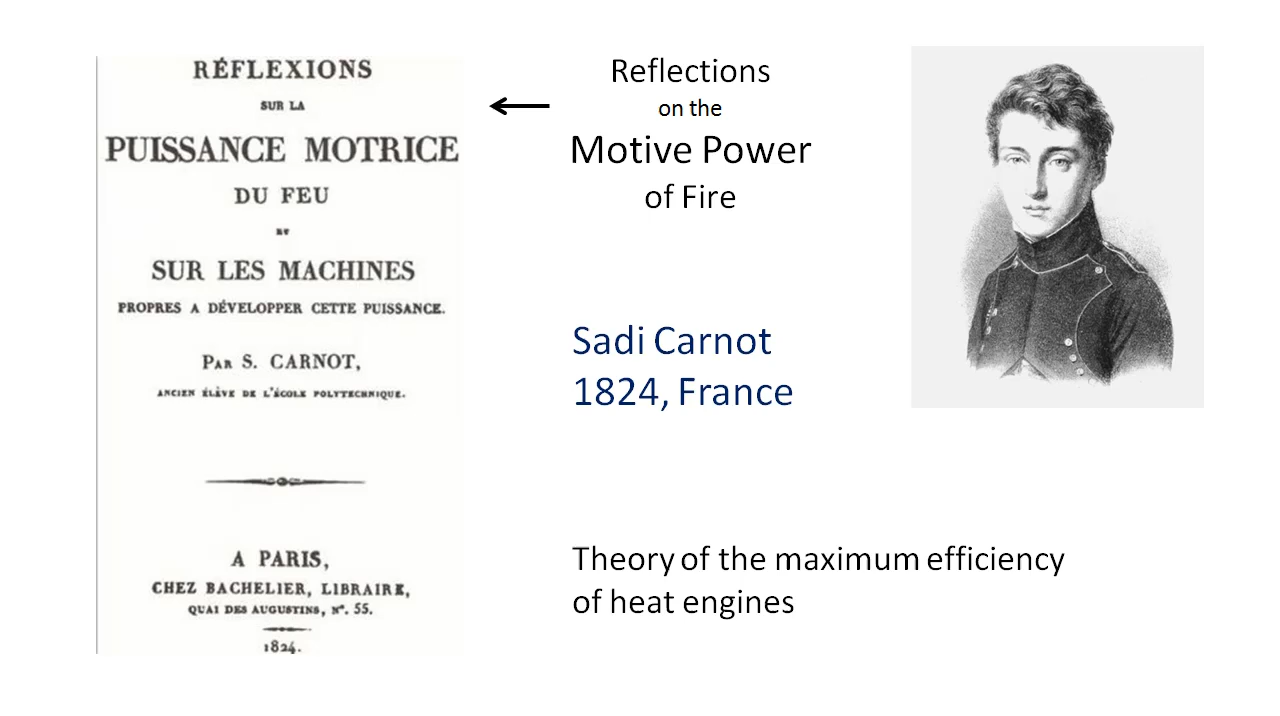 RÉFLEXIONS
SUR LA
PUISSANCE MOTRICE
DU FEU
ET
SUR LES MACHINES
PROPRES A DÉVELOPPER CETTE PUISSANCE.
PAR S. CARNOT,
ANCIEN ÉLÈVE DE L'ÉCOLE POLYTECHNIQUE.
A PARIS,
CHEZ BACHELIER, LIBRAIRE,
QUAI DES AUGUSTINS, Nº. 55.
1824.
Reflections
on the
Motive Power
of Fire
Sadi Carnot
1824, France
Theory of the maximum efficiency
of heat engines